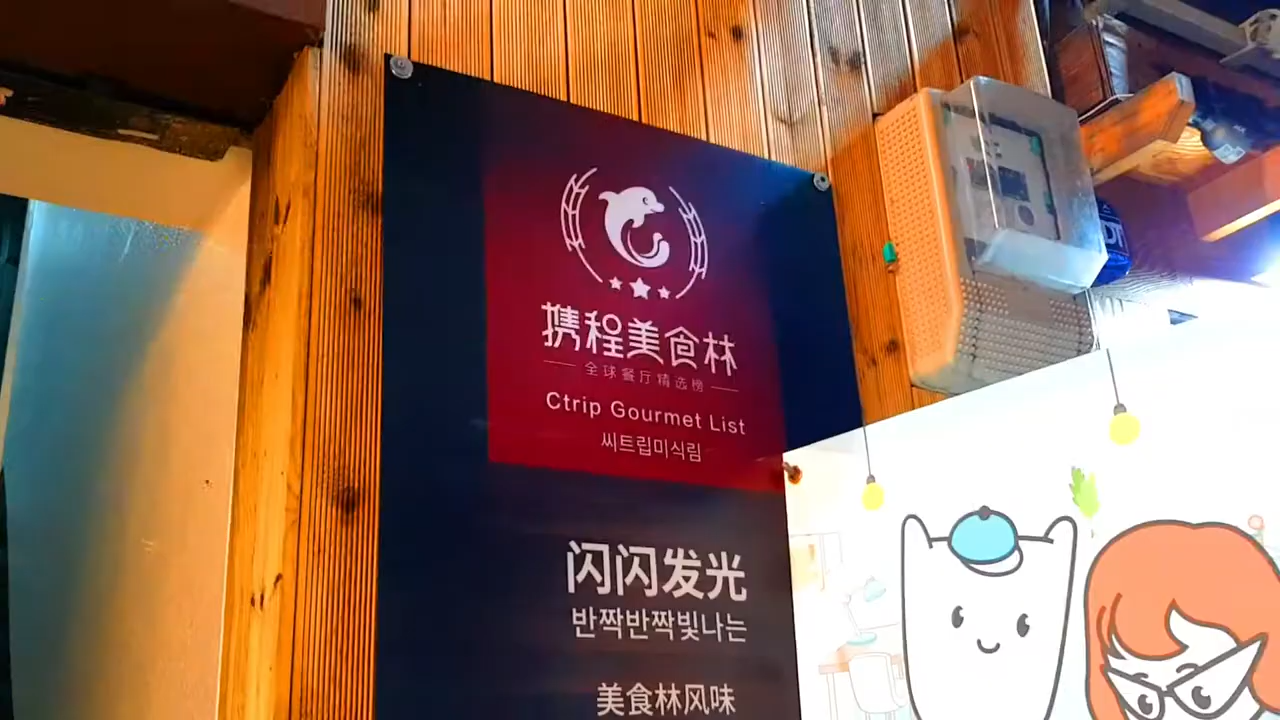 携程美食林
全球餐厅精选榜
Ctrip Gourmet List
씨트립미식림
闪闪发光
반짝반짝빛나는
美食林风味